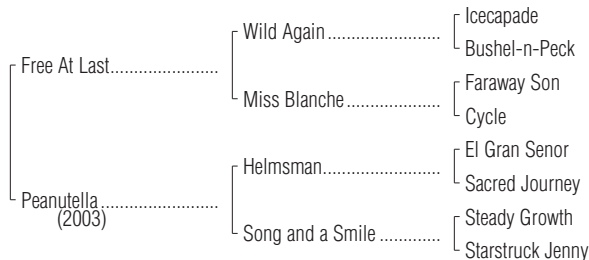 Icecapade
Wild Again
Bushel-n-Peck
Free At Last
Faraway Son
Miss Blanche
Cycle
El Gran Senor
Helmsman
Sacred Journey
Peanutella
(2003)
Steady Growth
Song and a Smile
Starstruck Jenny